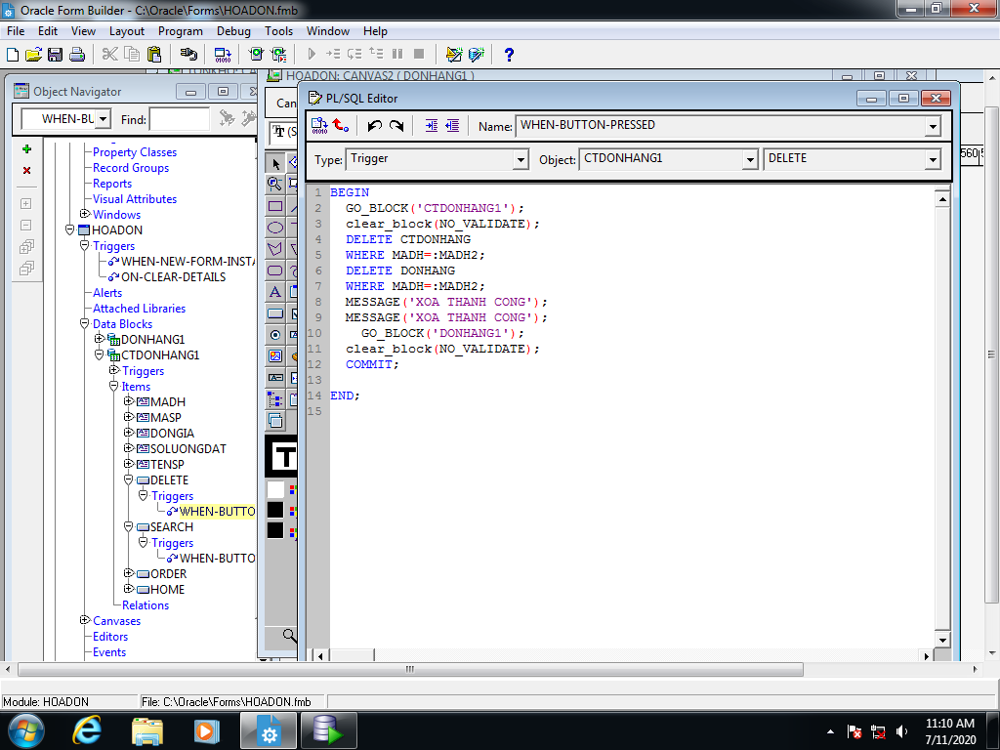 Oracle Form Builder - C:\Oracle\Forms\HOADON.fmb
File Edit View Layout Program Debug Tools Window Help
HOADON: CANVAS2 ( DONHANG1 )
Object Navigator
WHEN-BU
Find:
Can
Property Classes
Record Groups
Reports
Visual Attributes
Windows
HOADON
Triggers
WHEN-NEW-FORM-INSTA
ON-CLEAR-DETAILS
Alerts
Attached Libraries
Data Blocks
DONHANG1
CTDONHANG1
Triggers
Items
MADH
MASP
DONGIA
SOLUONGDAT
TENSP
DELETE
Triggers
WHEN-BUTTO
SEARCH
Triggers
WHEN-BUTTO
ORDER
HOME
Relations
Canvases
Editors
Events
PL/SQL Editor
Name: WHEN-BUTTON-PRESSED
Type: Trigger Object: CTDONHANG1 DELETE
560
1 BEGIN
2 GO_BLOCK('CTDONHANG1');
3 clear_block(NO_VALIDATE);
4 DELETE CTDONHANG
5 WHERE MADH=:MADH2;
6 DELETE DONHANG
7 WHERE MADH=:MADH2;
8 MESSAGE('XOA THANH CONG');
9 MESSAGE('XOA THANH CONG');
10 GO_BLOCK('DONHANG1');
11 clear_block(NO_VALIDATE);
12 COMMIT;
13
14 END;
15
Module: HOADON File: C:\Oracle\Forms\HOADON.fmb
11:10 AM
7/11/2020